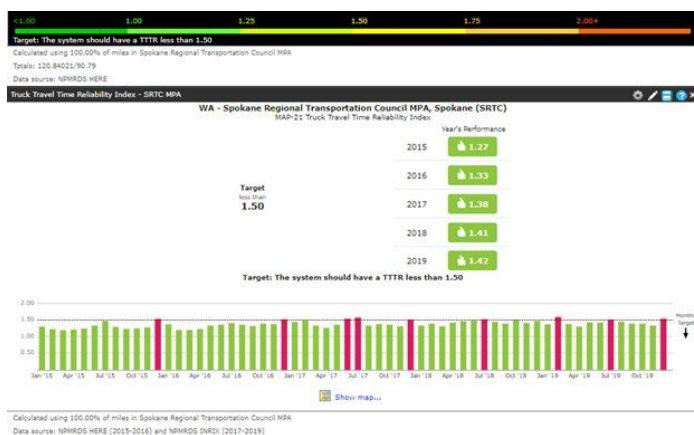 <1.00 1.00 1.25 1.50 1.75 2.00+
Target: The system should have a TTTR less than 1.50
Calculated using 100.00% of miles in Spokane Regional Transportation Council MPA
Totals: 120.84021/90.79
Data source: NPMRDS HERE
Truck Travel Time Reliability Index - SRTC MPA
WA - Spokane Regional Transportation Council MPA, Spokane (SRTC)
MAP-21 Truck Travel Time Reliability Index
Year's Performance
2015 1.27
2016 1.33
Target
less than
1.50
2017 1.38
2018 1.41
2019 1.42
Target: The system should have a TTTR less than 1.50
2.00
1.50
1.00
0.50
Monthly
Target
Jan '15 Apr '15 Jul '15 Oct '15 Jan '16 Apr '16 Jul '16 Oct '16 Jan '17 Apr '17 Jul '17 Oct '17 Jan '18 Apr '18 Jul '18 Oct '18 Jan '19 Apr '19 Jul '19 Oct '19
Show map...
Calculated using 100.00% of miles in Spokane Regional Transportation Council MPA
Data source: NPMRDS HERE (2015-2016) and NPMRDS INRIX (2017-2019)